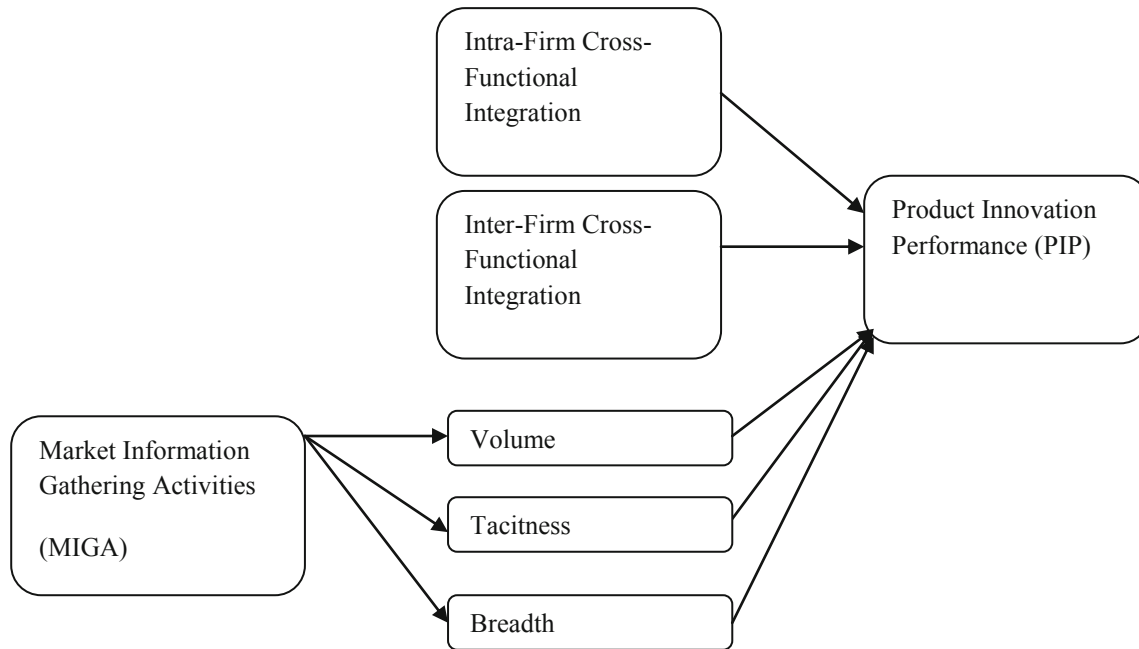 Intra-Firm Cross-
Functional
Integration
Inter-Firm Cross-
Functional
Integration
Product Innovation
Performance (PIP)
Market Information
Gathering Activities
(MIGA)
Volume
Tacitness
Breadth